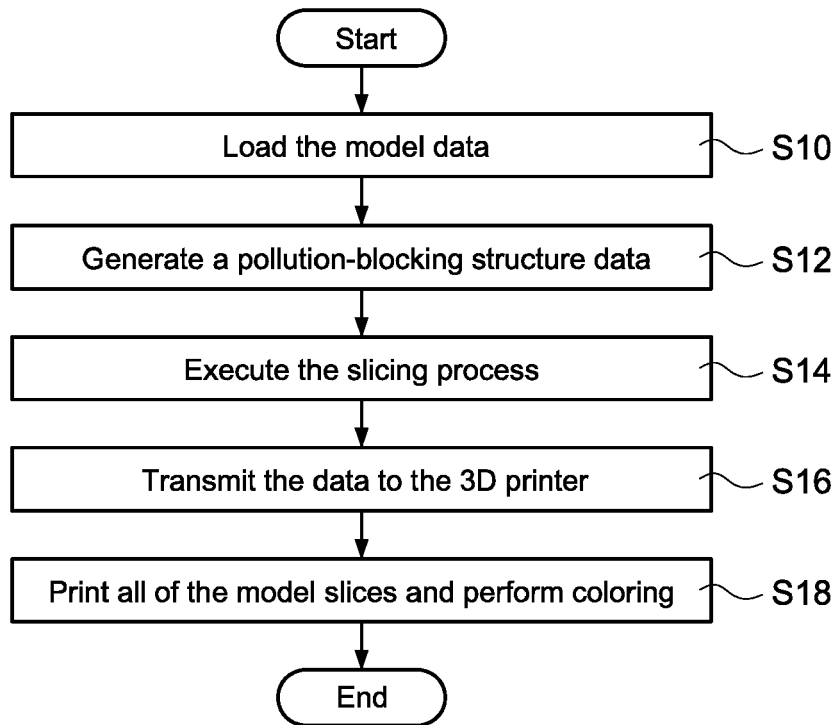 Start
Load the model data
S10
Generate a pollution-blocking structure data
S12
Execute the slicing process
S14
Transmit the data to the 3D printer
S16
Print all of the model slices and perform coloring
S18
End